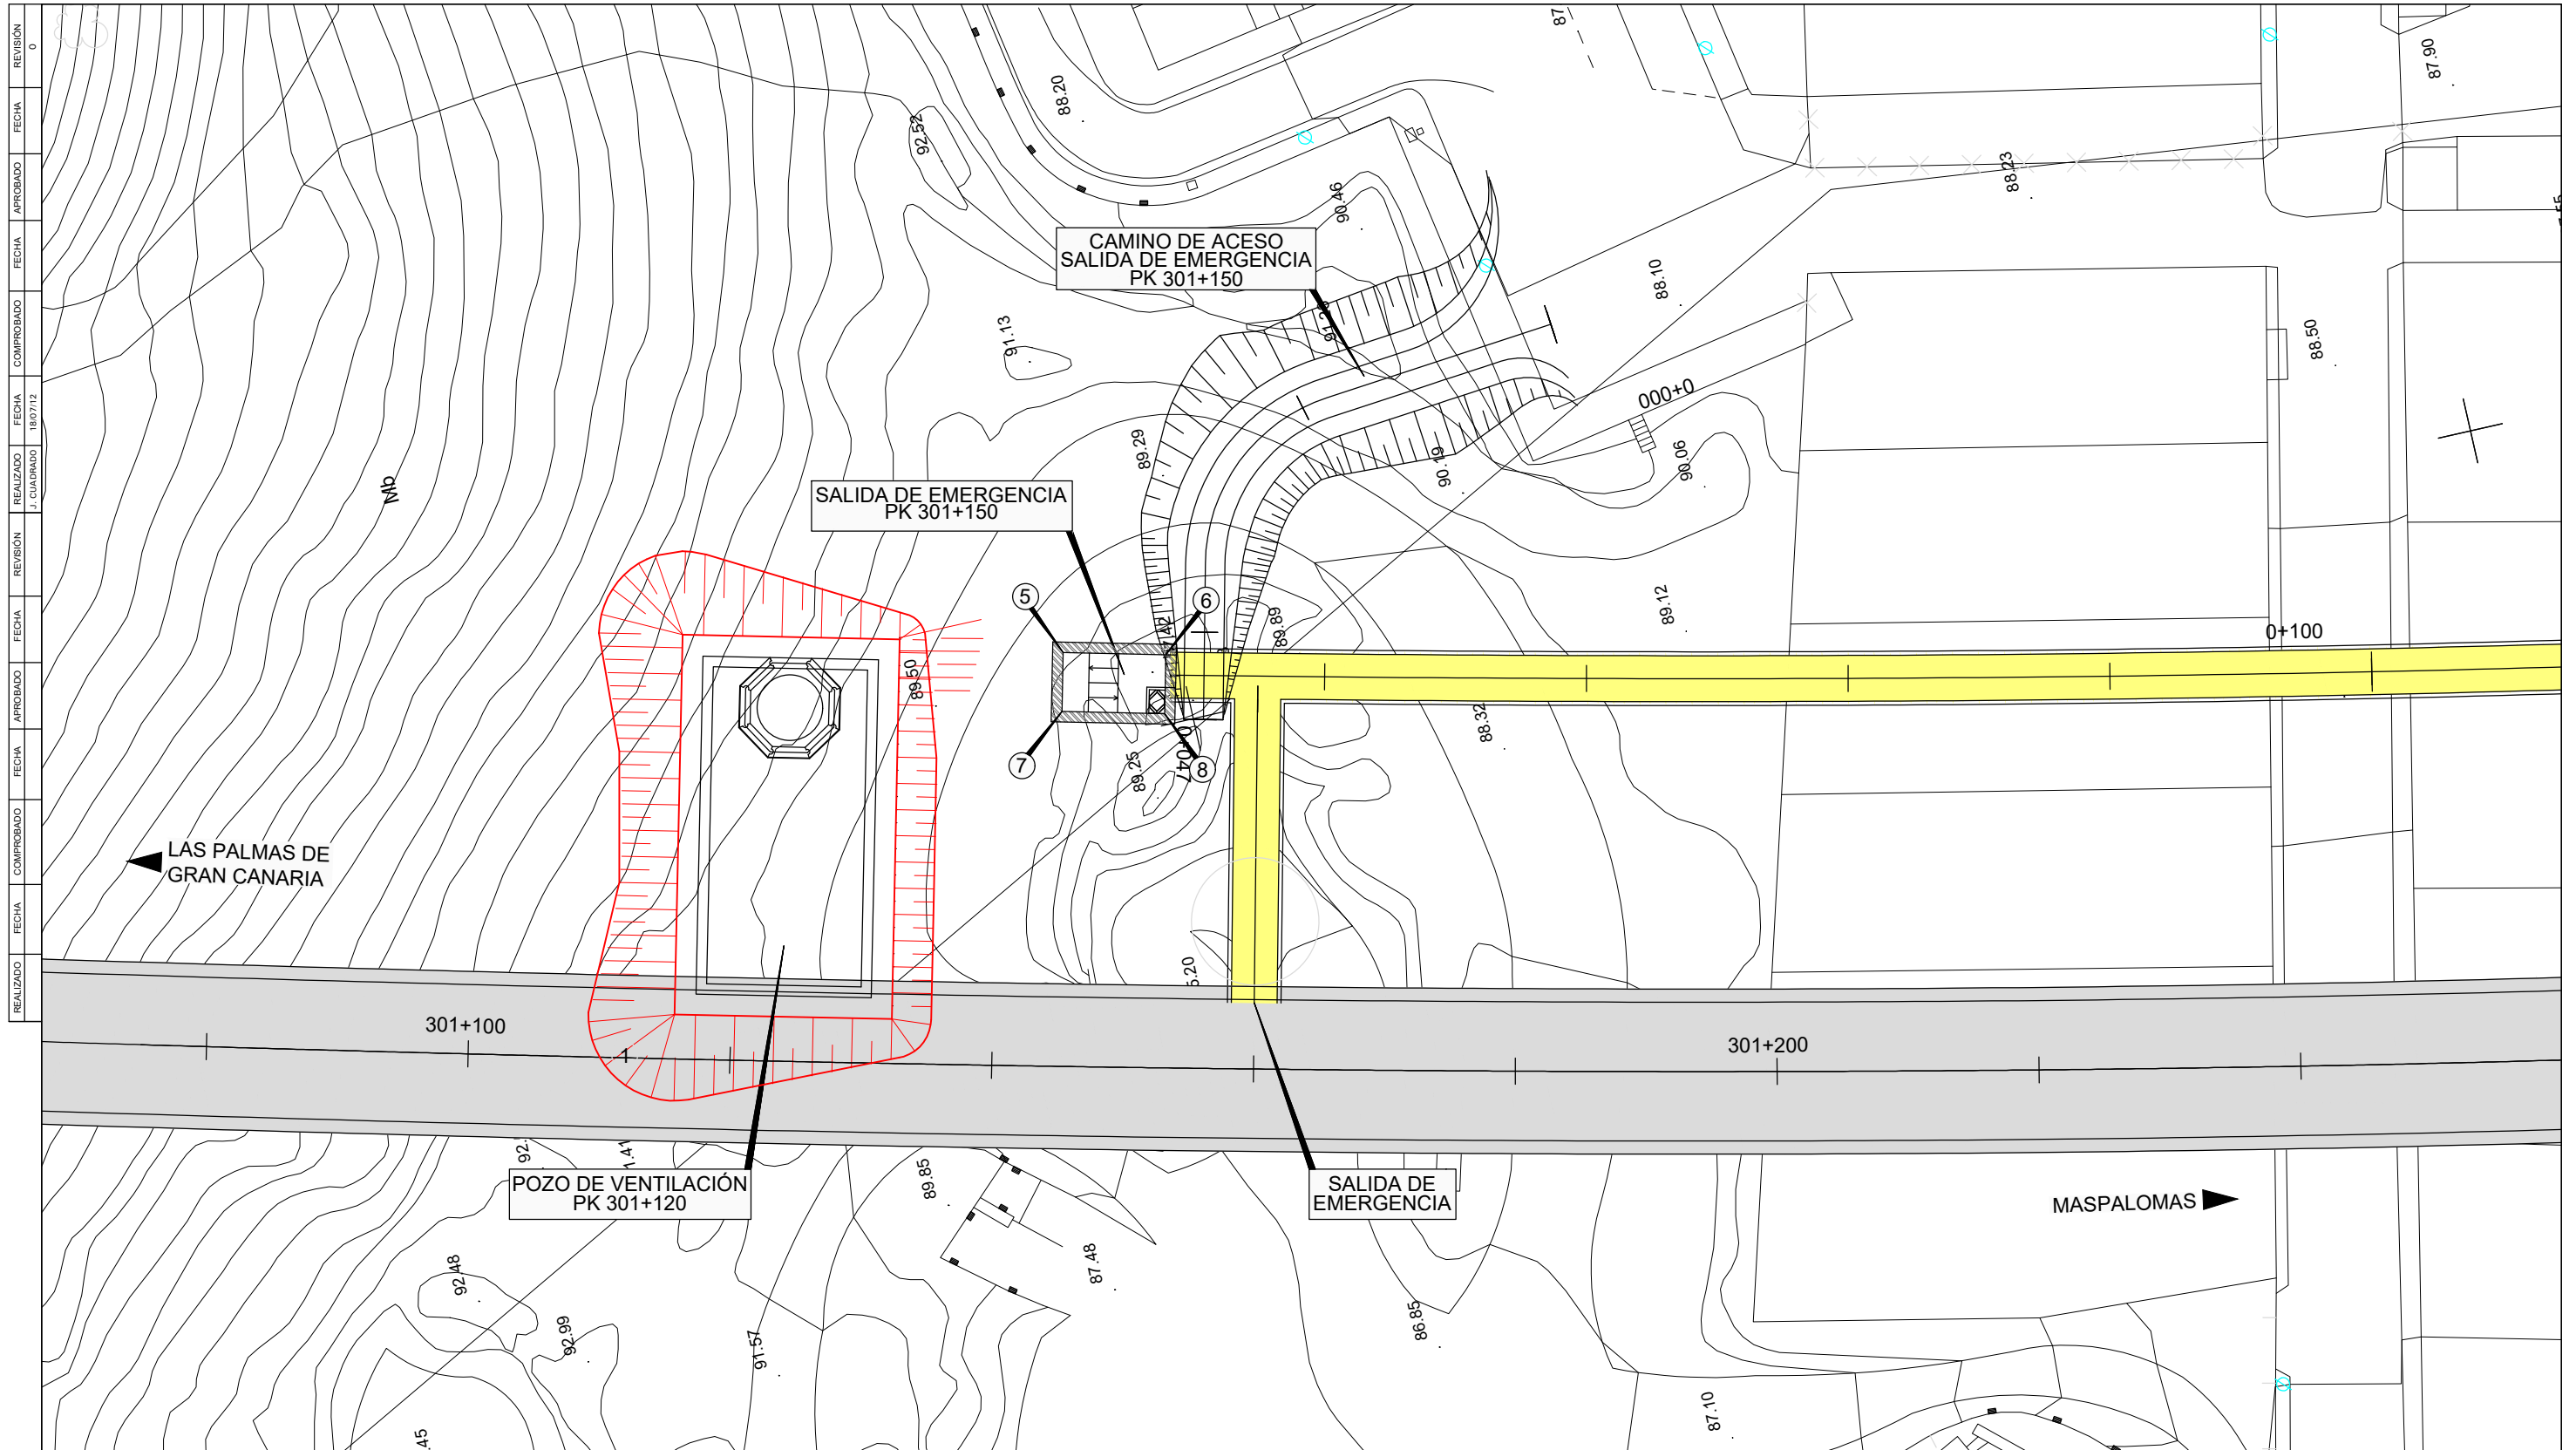 REVISIÓN
0
FECHA
APROBADO
FECHA
COMPROBADO
FECHA
18/07/12
REALIZADO
J. CUADRADO
REVISIÓN
FECHA
APROBADO
FECHA
COMPROBADO
FECHA
REALIZADO
87.90
88.20
92.52
88.23
90.46
CAMINO DE ACESO
SALIDA DE EMERGENCIA
PK 301+150
88.10
91.13
88.50
000+0
89.29
90.19
90.06
Mb
SALIDA DE EMERGENCIA
PK 301+150
5
6
89.12
89.89
0+100
89.50
88.32
7
8
89.25
LAS PALMAS DE
GRAN CANARIA
301+100
301+200
POZO DE VENTILACIÓN
PK 301+120
89.85
SALIDA DE
EMERGENCIA
MASPALOMAS
92.48
87.48
92.99
91.57
86.85
87.10